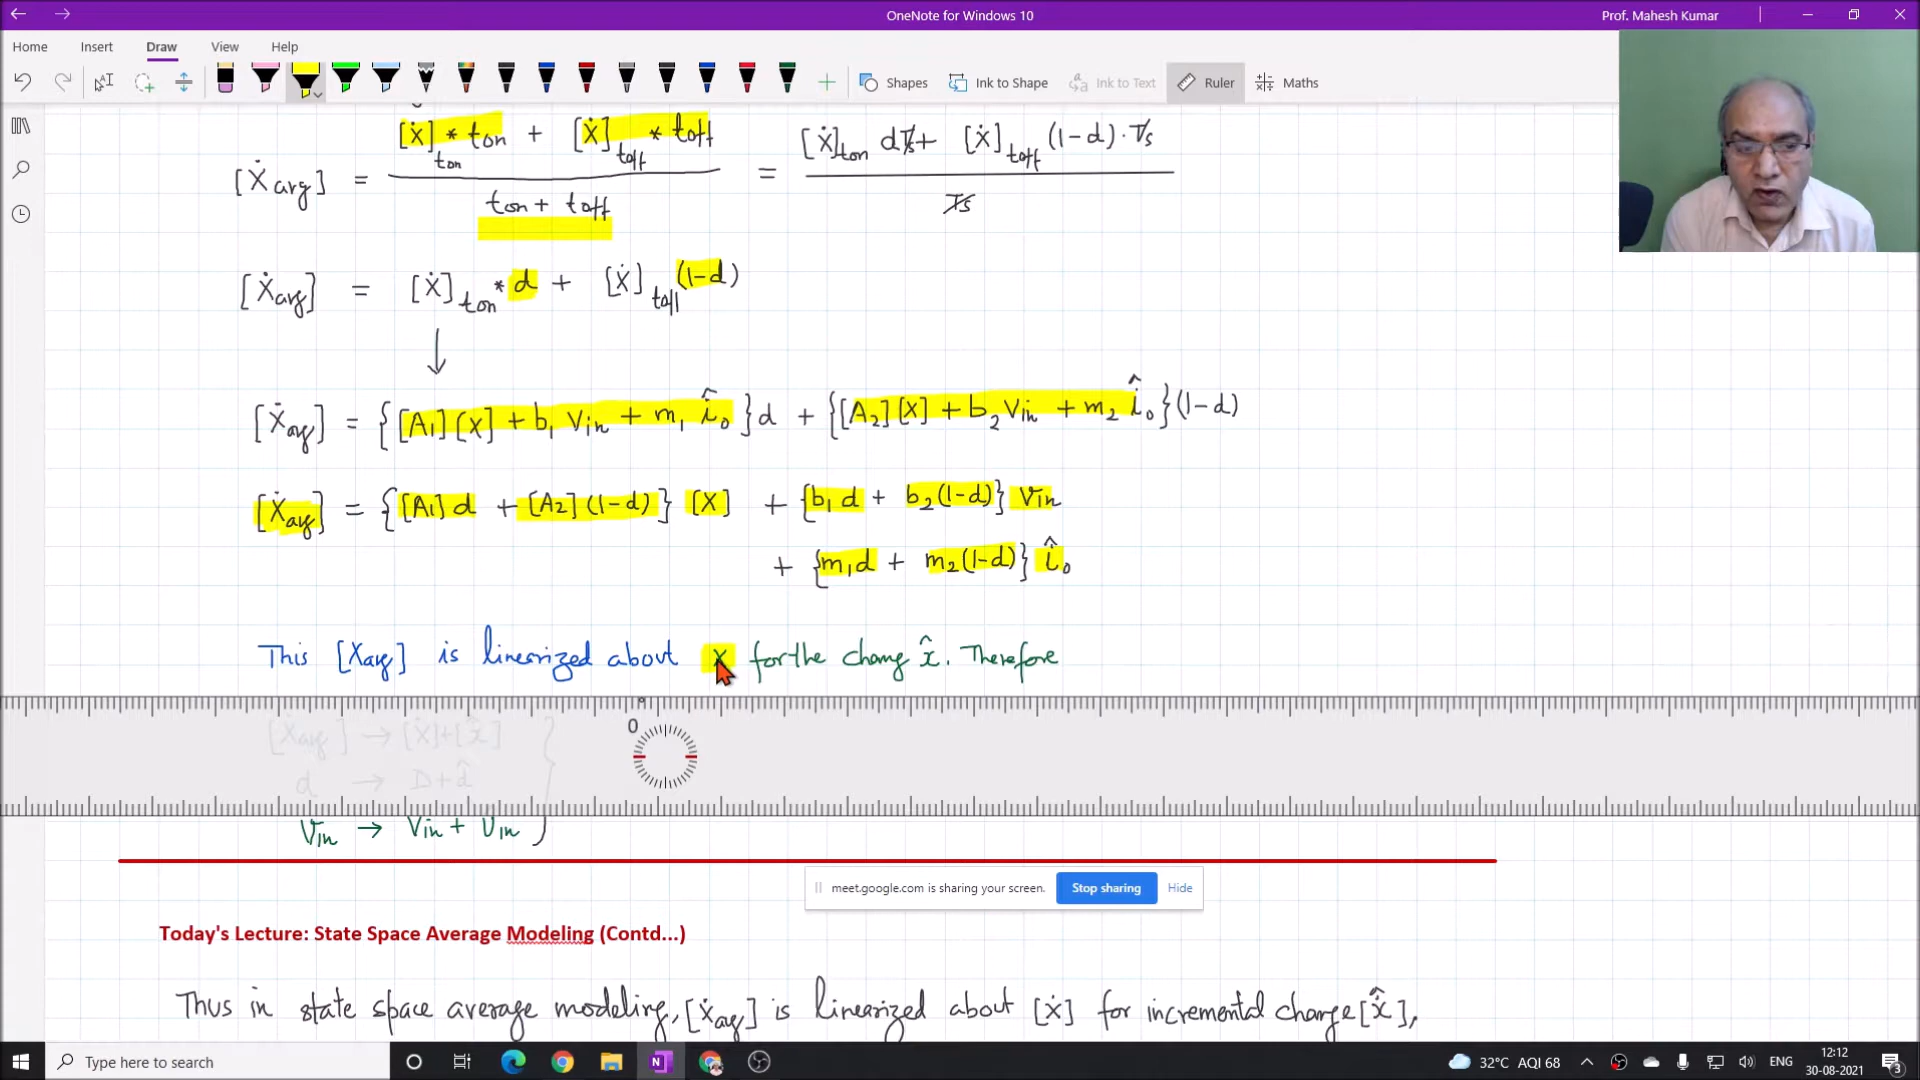 OneNote for Windows 10
Prof. Mahesh Kumar
Home Insert Draw View Help
Shapes Ink to Shape Ink to Text Ruler Maths
[Ẋavg] = [ẋ]ton * ton + [ẋ]toff * toff / ton + toff = [ẋ]ton dTs + [ẋ]toff (1-d)·Ts / Ts
[Ẋavg] = [ẋ]ton * d + [ẋ]toff (1-d)
↓
[Ẋavg] = {[A1][X] + b1 Vin + m1 î0}d + {[A2][X] + b2 Vin + m2 î0}(1-d)
[Ẋavg] = {[A1]d + [A2](1-d)} [X] + {b1d + b2(1-d)} Vin
+ {m1d + m2(1-d)} î0
This [Xavg] is linearized about X for the chang x̂. Therefore
0
[Ẋavg] → [Ẋ]+[x̂]
d → D+d̂
Vin → Vin + Vin
meet.google.com is sharing your screen. Stop sharing Hide
Today's Lecture: State Space Average Modeling (Contd...)
Thus in state space average modeling, [Ẋavg] is linearized about [Ẋ] for incremental change [x̂],
Type here to search
32°C AQI 68
ENG
12:12
30-08-2021
3